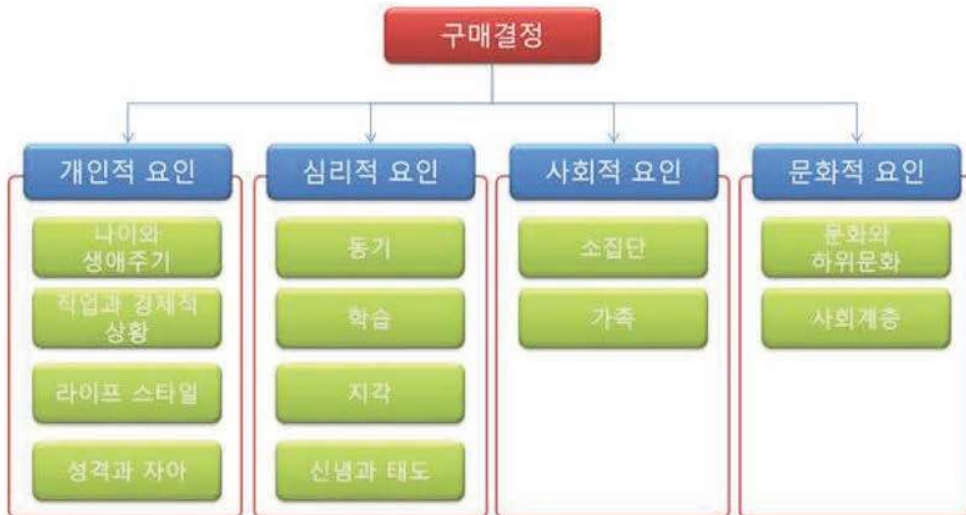 구매결정
개인적 요인
나이와
생애주기
직업과 경제적
상황
라이프 스타일
성격과 자아
심리적 요인
동기
학습
지각
신념과 태도
사회적 요인
소집단
가족
문화적 요인
문화와
하위문화
사회계층